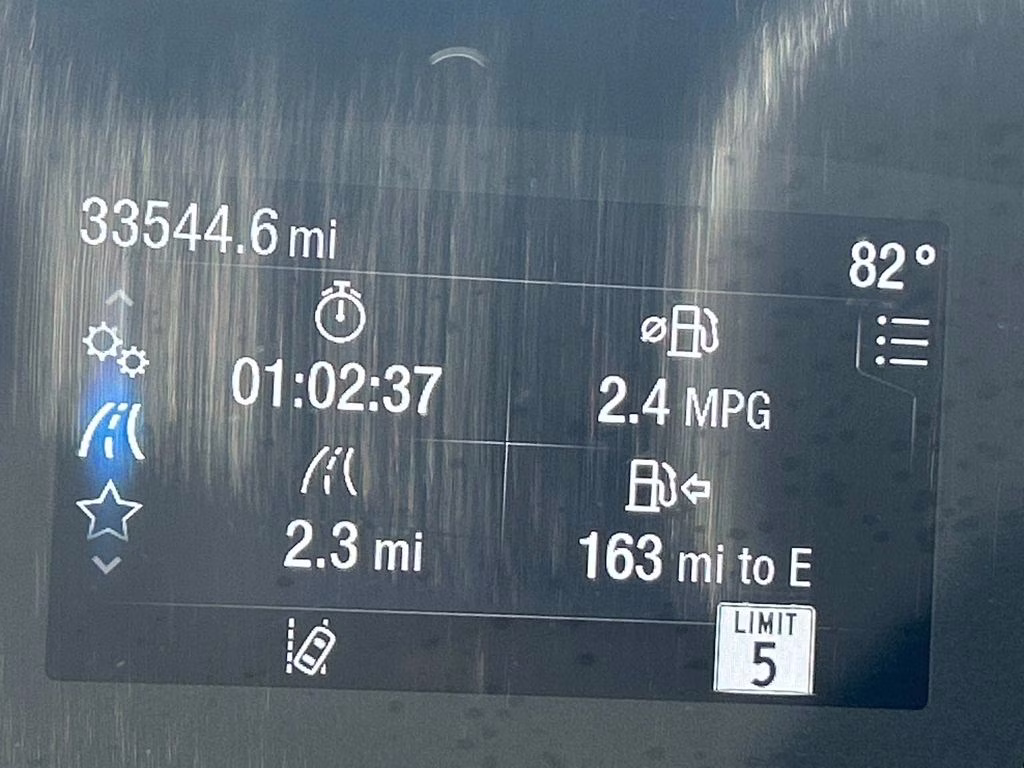 33544.6 mi
82°
01:02:37
2.4 MPG
2.3 mi
163 mi to E
LIMIT
5